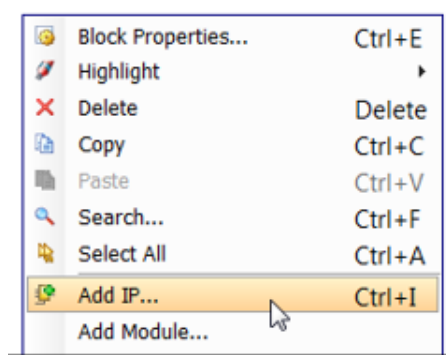 Block Properties... Ctrl+E
Highlight
Delete Delete
Copy Ctrl+C
Paste Ctrl+V
Search... Ctrl+F
Select All Ctrl+A
Add IP... Ctrl+I
Add Module...